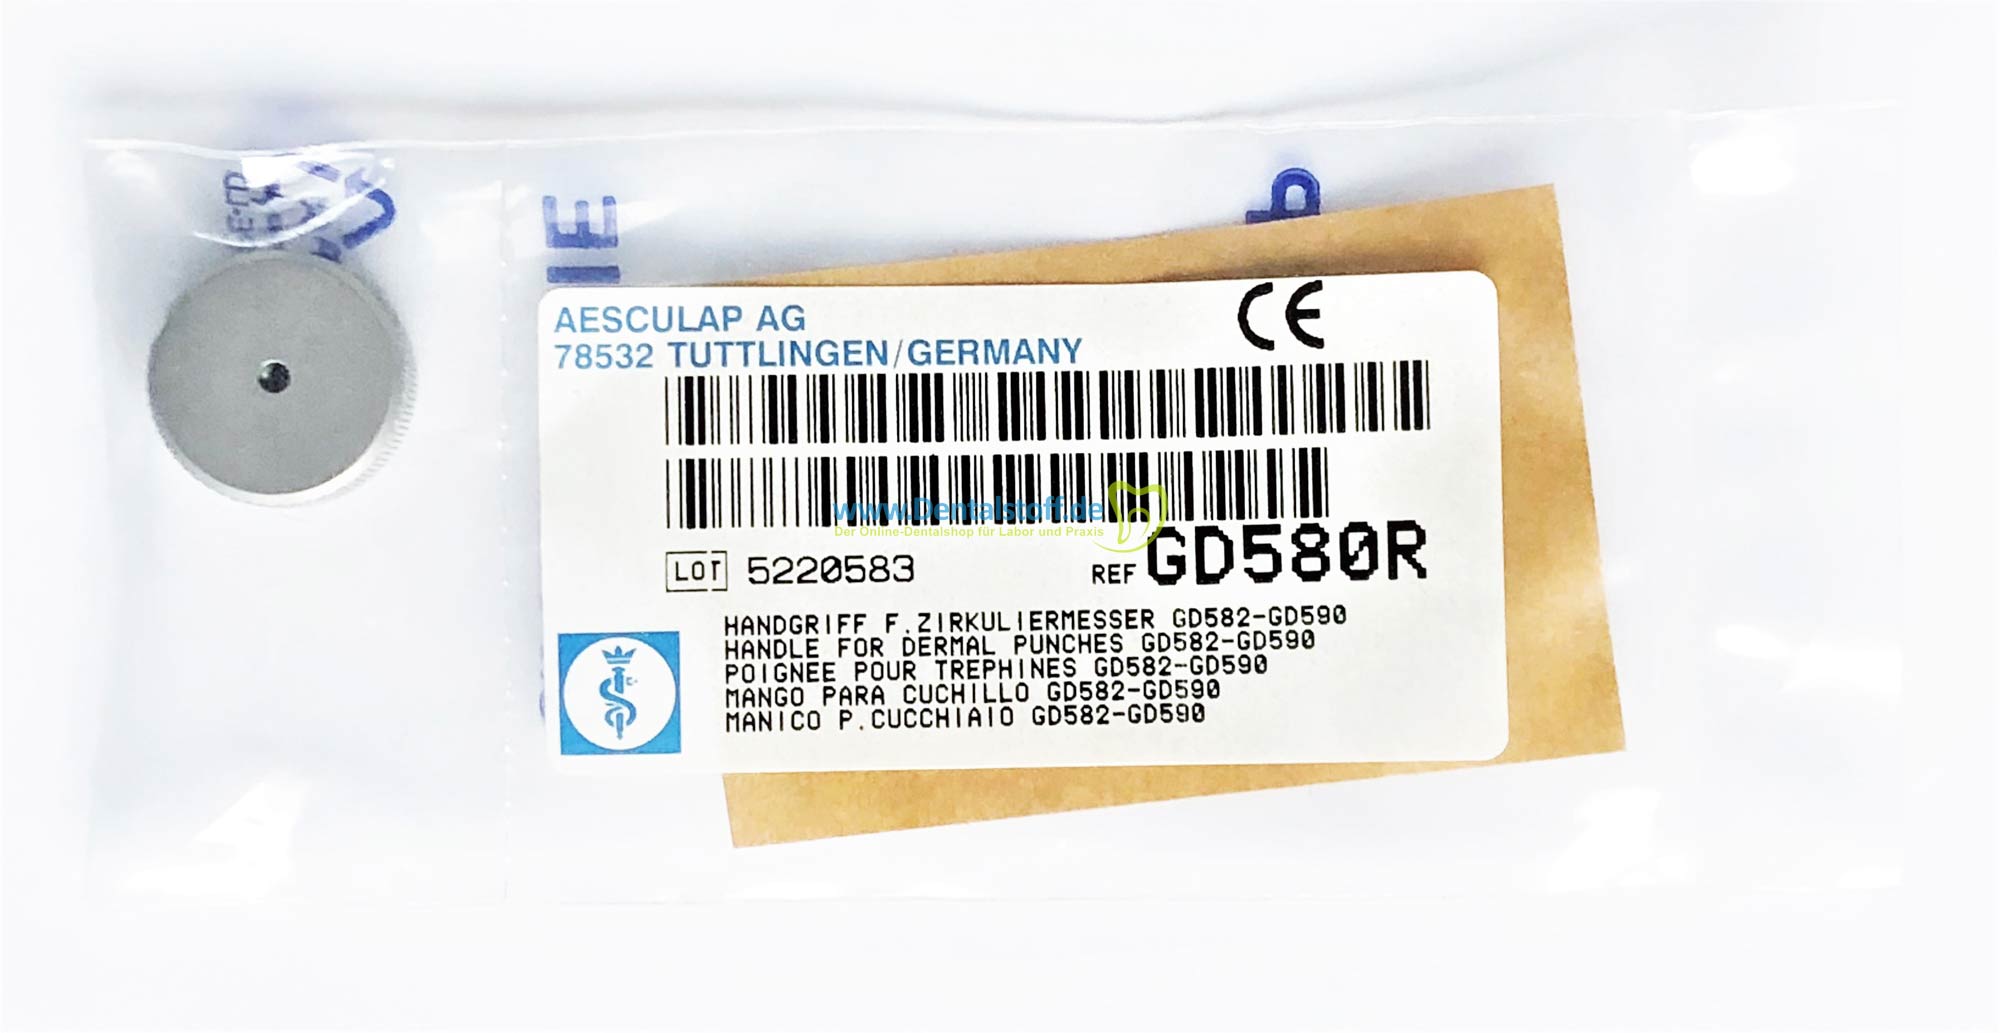 IE
AESCULAP AG
78532 TUTTLINGEN/GERMANY
CE
www.Dentalstoff.de
Der Online-Dentalshop für Labor und Praxis
LOT 5220583
REF GD580R
HANDGRIFF F.ZIRKULIERMESSER GD582-GD590
HANDLE FOR DERMAL PUNCHES GD582-GD590
POIGNEE POUR TREPHINES GD582-GD590
MANGO PARA CUCHILLO GD582-GD590
MANICO P.CUCCHIAIO GD582-GD590